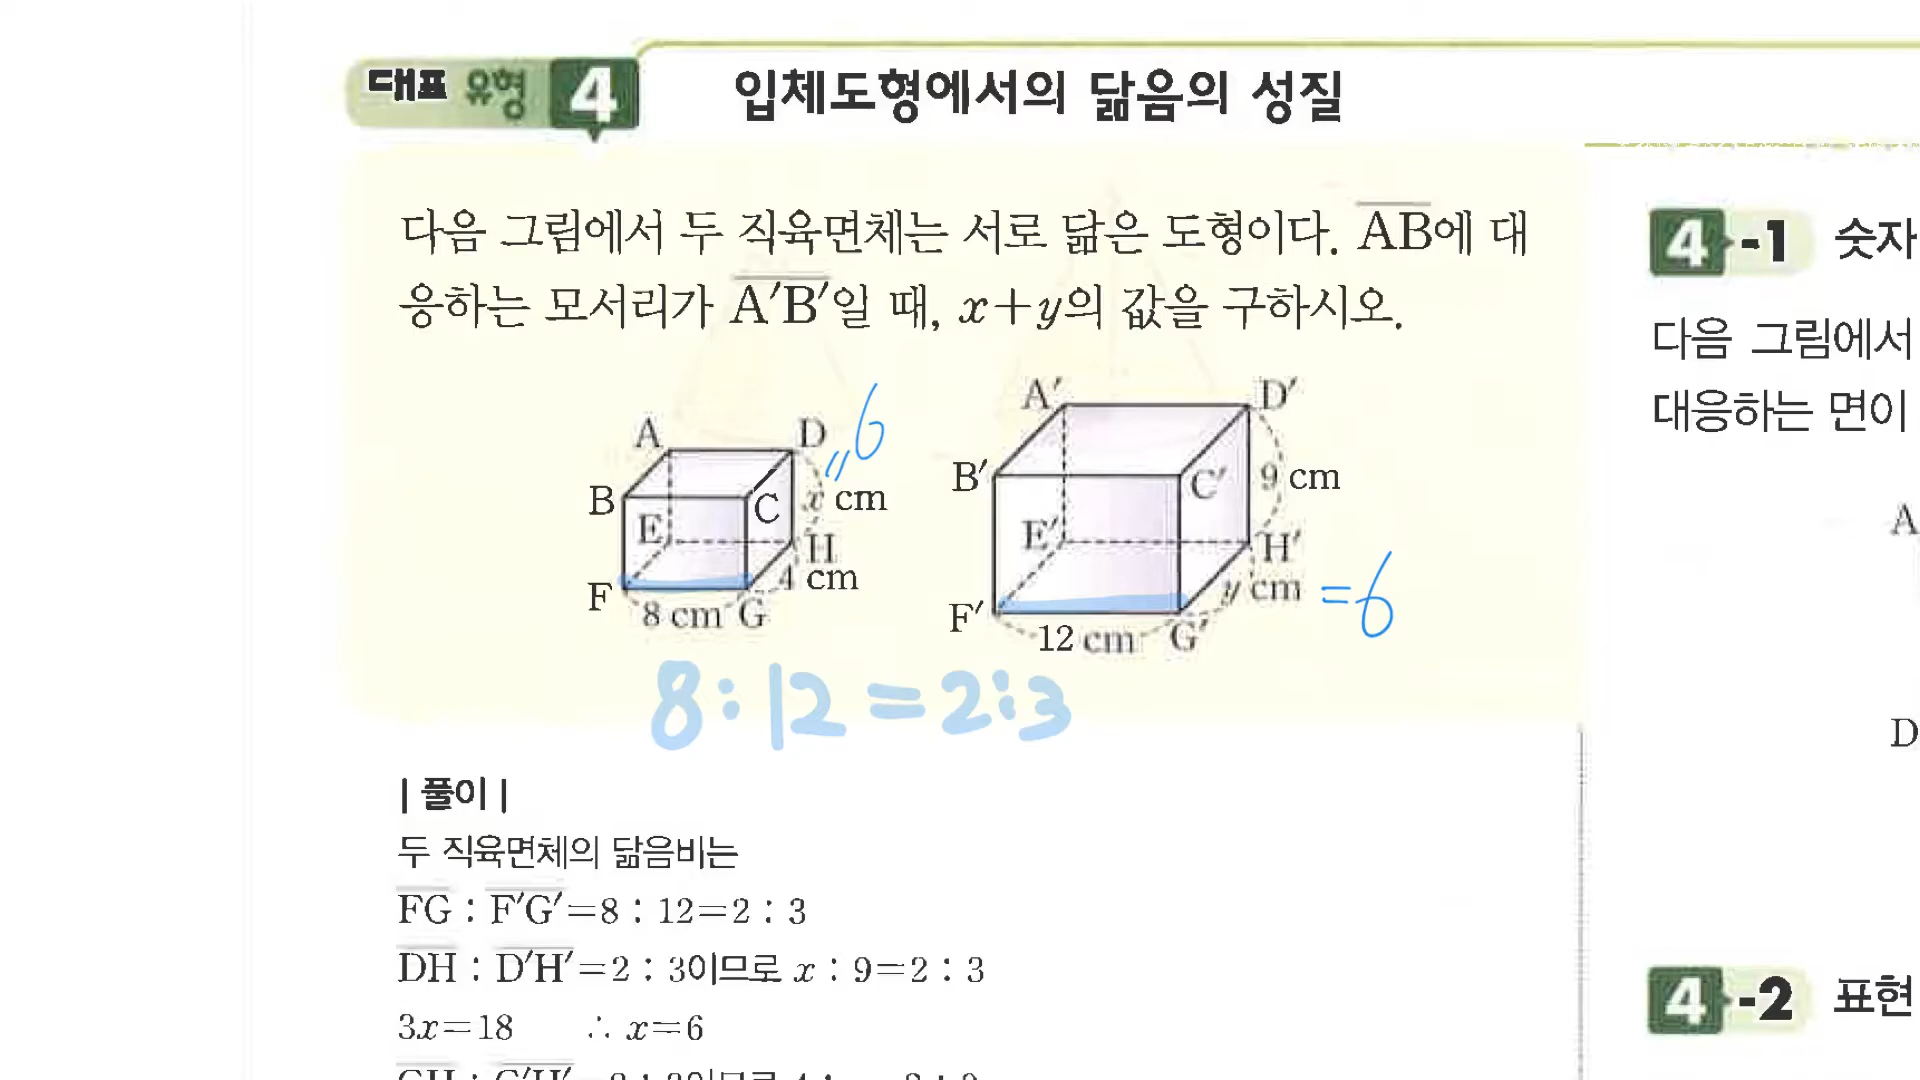 대표 유형 4 입체도형에서의 닮음의 성질
다음 그림에서 두 직육면체는 서로 닮은 도형이다. AB에 대
응하는 모서리가 A′B′일 때, x+y의 값을 구하시오.
A D 6
B C x cm
E H
F G 4 cm
8 cm
A′ D′
B′ C′ 9 cm
E′ H′
F′ G′ y cm =6
12 cm
8:12=2:3
| 풀이 |
두 직육면체의 닮음비는
FG : F′G′=8 : 12=2 : 3
DH : D′H′=2 : 3이므로 x : 9=2 : 3
3x=18 ∴ x=6
4-1 숫자
다음 그림에서
대응하는 면이
A
D
4-2 표현